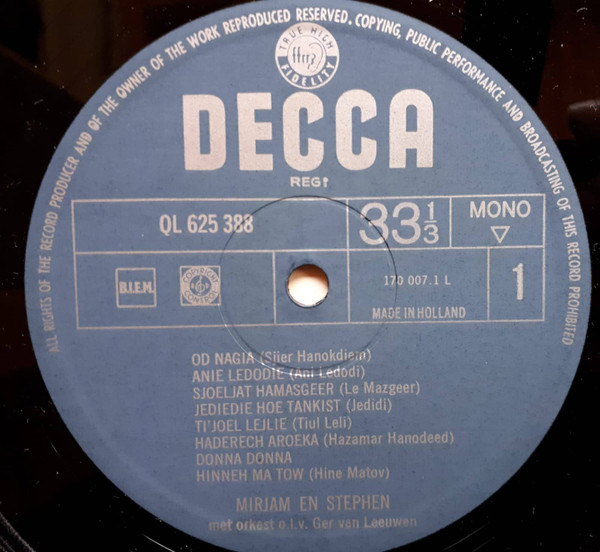 ALL RIGHTS OF THE RECORD PRODUCER AND OF THE OWNER OF THE WORK REPRODUCED RESERVED. COPYING, PUBLIC PERFORMANCE AND BROADCASTING OF THIS RECORD PROHIBITED
TRUE HIGH
ffrr
FIDELITY
DECCA
REGᵈ
QL 625 388
33⅓
MONO
▽
B.I.E.M.
COPYRIGHT CONTROL
170 007.1 L
1
MADE IN HOLLAND
OD NAGIA (Sjier Hanokdiem)
ANIE LEDODIE (Ani Ledodi)
SJOELJAT HAMASGEER (Le Mazgeer)
JEDIEDIE HOE TANKIST (Jedidi)
TI'JOEL LEJLIE (Tiul Leli)
HADERECH AROEKA (Hazamar Hanodeed)
DONNA DONNA
HINNEH MA TOW (Hine Matov)
MIRJAM EN STEPHEN
met orkest o.l.v. Ger van Leeuwen